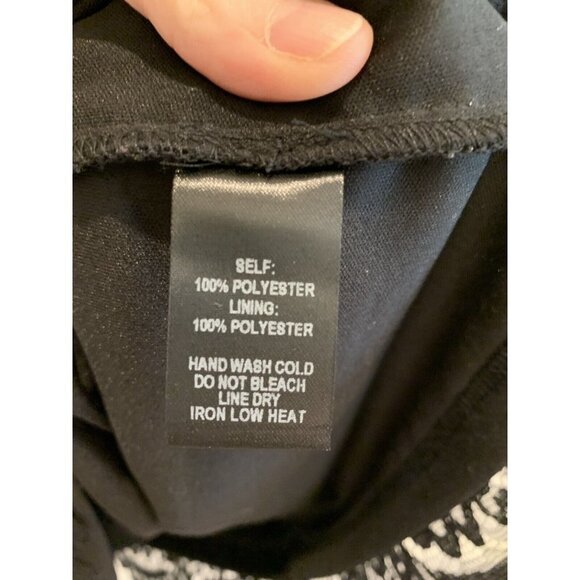 SELF:
100% POLYESTER
LINING:
100% POLYESTER
HAND WASH COLD
DO NOT BLEACH
LINE DRY
IRON LOW HEAT